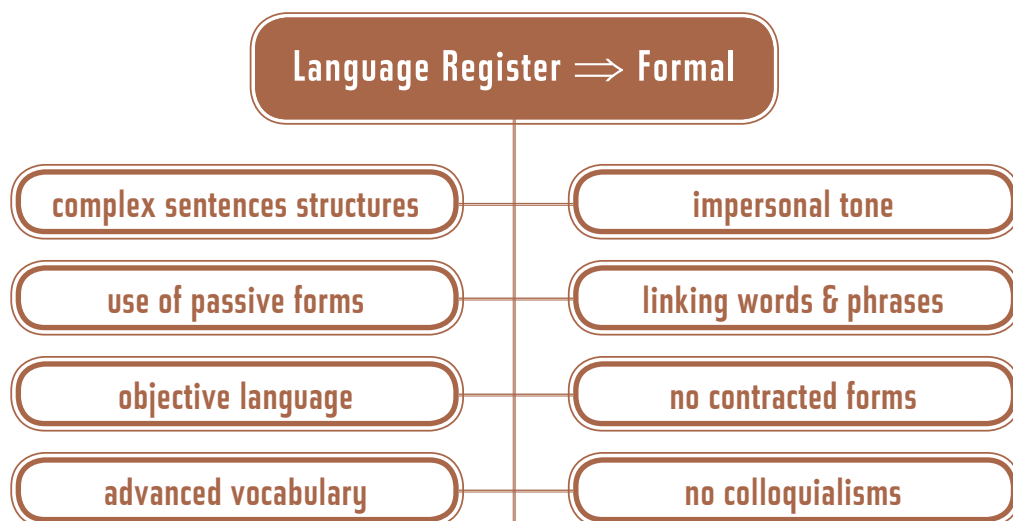 Language Register ⇒ Formal
complex sentences structures
impersonal tone
use of passive forms
linking words & phrases
objective language
no contracted forms
advanced vocabulary
no colloquialisms